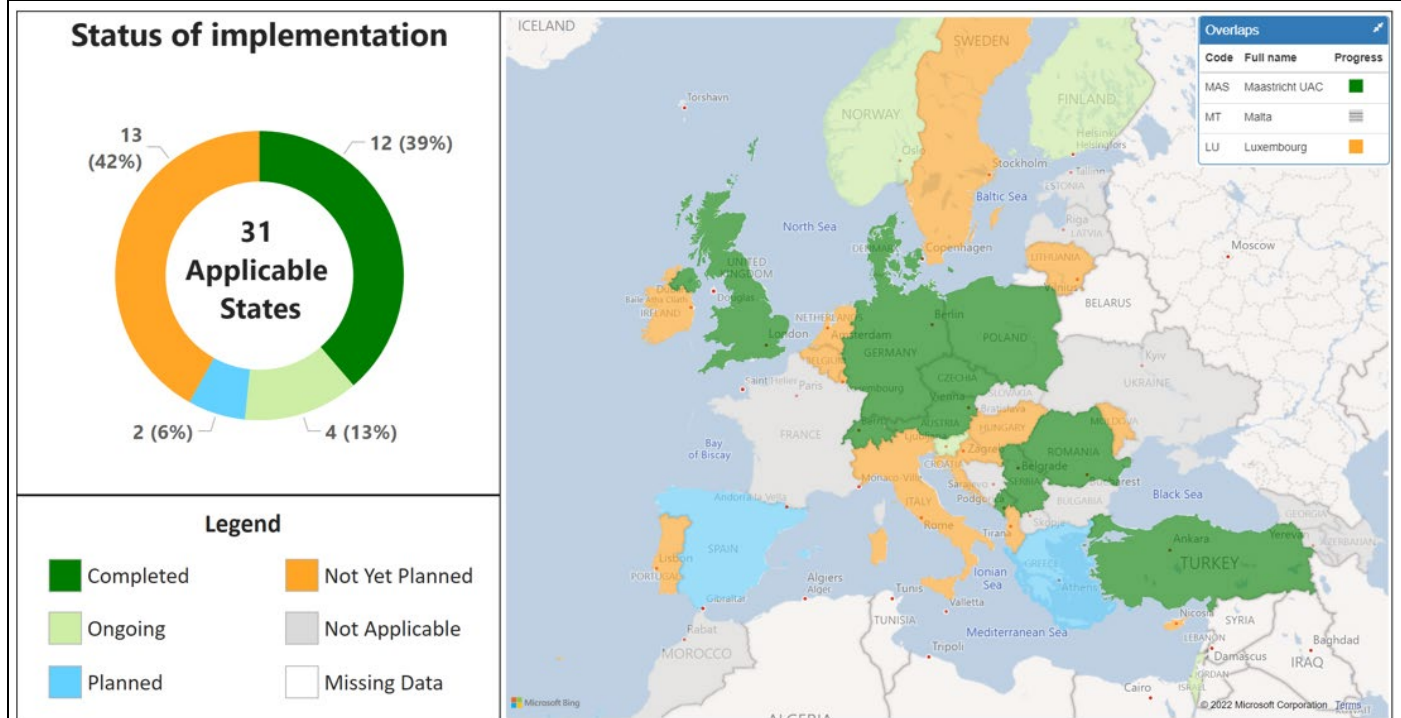 Status of implementation
13
(42%)
12 (39%)
31
Applicable
States
2 (6%)
4 (13%)
Legend
Completed
Not Yet Planned
Ongoing
Not Applicable
Planned
Missing Data
Overlaps
Code Full name Progress
MAS Maastricht UAC
MT Malta
LU Luxembourg
ICELAND
SWEDEN
Torshavn
NORWAY
FINLAND
Oslo
Helsinki
Helsingfors
Stockholm
Tallinn
ESTONIA
Baltic Sea
North Sea
Riga
LATVIA
Moscow
DENMARK
Copenhagen
UNITED
KINGDOM
LITHUANIA
Vilnius
Baile Átha Cliath
Douglas
IRELAND
BELARUS
NETHERLANDS
Amsterdam
Berlin
London
POLAND
BELGIUM
GERMANY
Kyiv
Saint Helier
Paris
CZECHIA
UKRAINE
SLOVAKIA
Vienna
Bratislava
FRANCE
AUSTRIA
HUNGARY
MOLDOVA
Bay
of Biscay
Zagreb
CROATIA
ROMANIA
Belgrade
Monaco-Ville
Sarajevo
SERBIA
Bucharest
Andorra la Vella
ITALY
Podgorica
BULGARIA
Black Sea
Skopje
GEORGIA
Rome
Tirana
Yerevan
AZERBAIJAN
Lisbon
SPAIN
Ankara
PORTUGAL
Ionian
Sea
GREECE
Athens
TURKEY
Algiers
Alger
Tunis
Gibraltar
Valletta
Nicosia
Rabat
TUNISIA
SYRIA
MOROCCO
Mediterranean Sea
LEBANON
Baghdad
Tripoli
Damascus
IRAQ
JORDAN
Cairo
ISRAEL
Microsoft Bing
ALGERIA
© 2022 Microsoft Corporation Terms